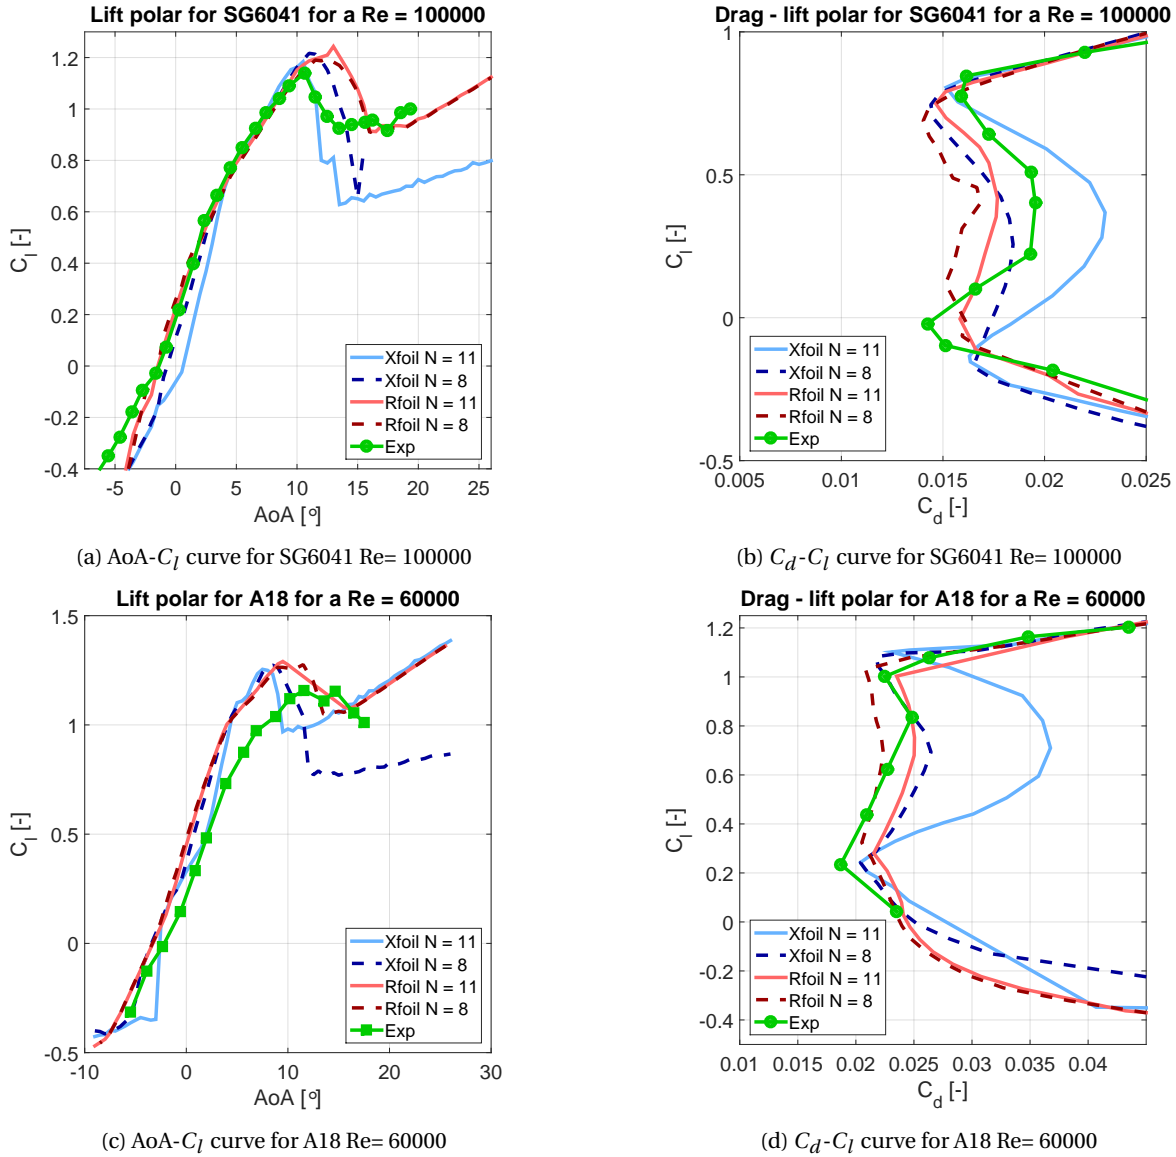 Lift polar for SG6041 for a Re = 100000
1.2
1
0.8
0.6
0.4
0.2
0
-0.2
-0.4
C_l [-]
-5
0
5
10
15
20
25
AoA [°]
Xfoil N = 11
Xfoil N = 8
Rfoil N = 11
Rfoil N = 8
Exp
(a) AoA-C_l curve for SG6041 Re= 100000
Drag - lift polar for SG6041 for a Re = 100000
1
0.5
0
-0.5
C_l [-]
0.005
0.01
0.015
0.02
0.025
C_d [-]
Xfoil N = 11
Xfoil N = 8
Rfoil N = 11
Rfoil N = 8
Exp
(b) C_d-C_l curve for SG6041 Re= 100000
Lift polar for A18 for a Re = 60000
1.5
1
0.5
0
-0.5
C_l [-]
-10
0
10
20
30
AoA [°]
Xfoil N = 11
Xfoil N = 8
Rfoil N = 11
Rfoil N = 8
Exp
(c) AoA-C_l curve for A18 Re= 60000
Drag - lift polar for A18 for a Re = 60000
1.2
1
0.8
0.6
0.4
0.2
0
-0.2
-0.4
C_l [-]
0.01
0.015
0.02
0.025
0.03
0.035
0.04
C_d [-]
Xfoil N = 11
Xfoil N = 8
Rfoil N = 11
Rfoil N = 8
Exp
(d) C_d-C_l curve for A18 Re= 60000